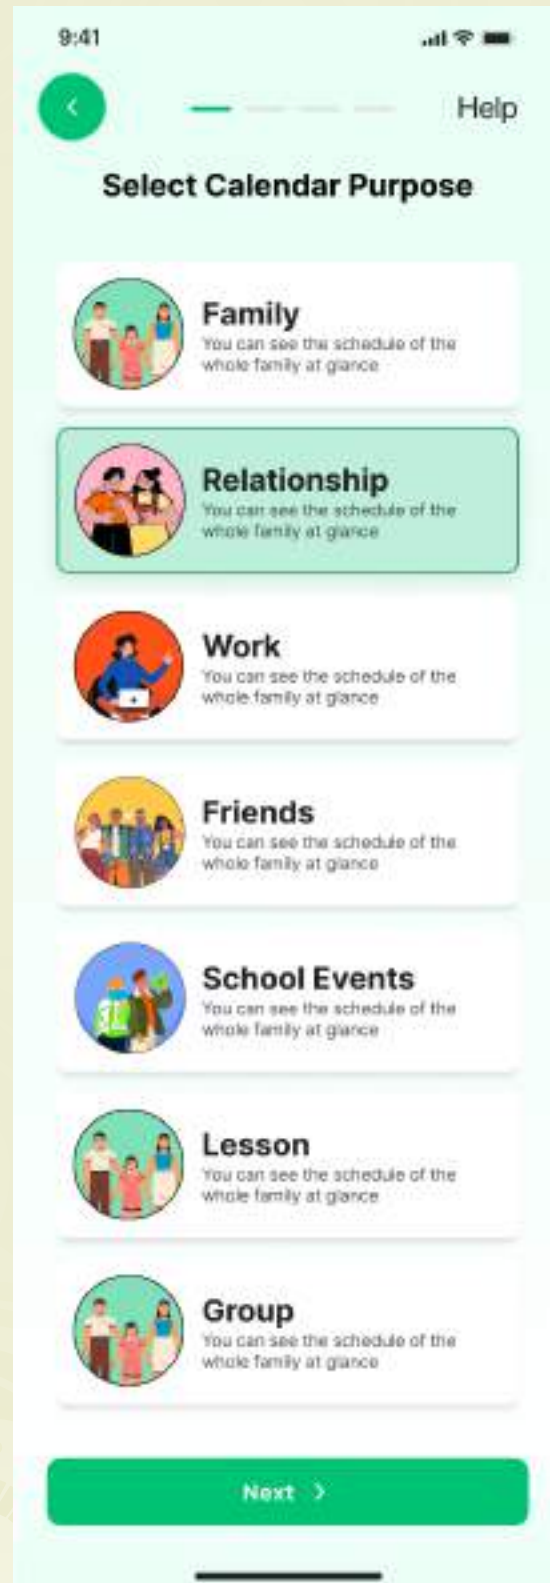 9:41
Help
Select Calendar Purpose
Family
You can see the schedule of the
whole family at glance
Relationship
You can see the schedule of the
whole family at glance
Work
You can see the schedule of the
whole family at glance
Friends
You can see the schedule of the
whole family at glance
School Events
You can see the schedule of the
whole family at glance
Lesson
You can see the schedule of the
whole family at glance
Group
You can see the schedule of the
whole family at glance
Next